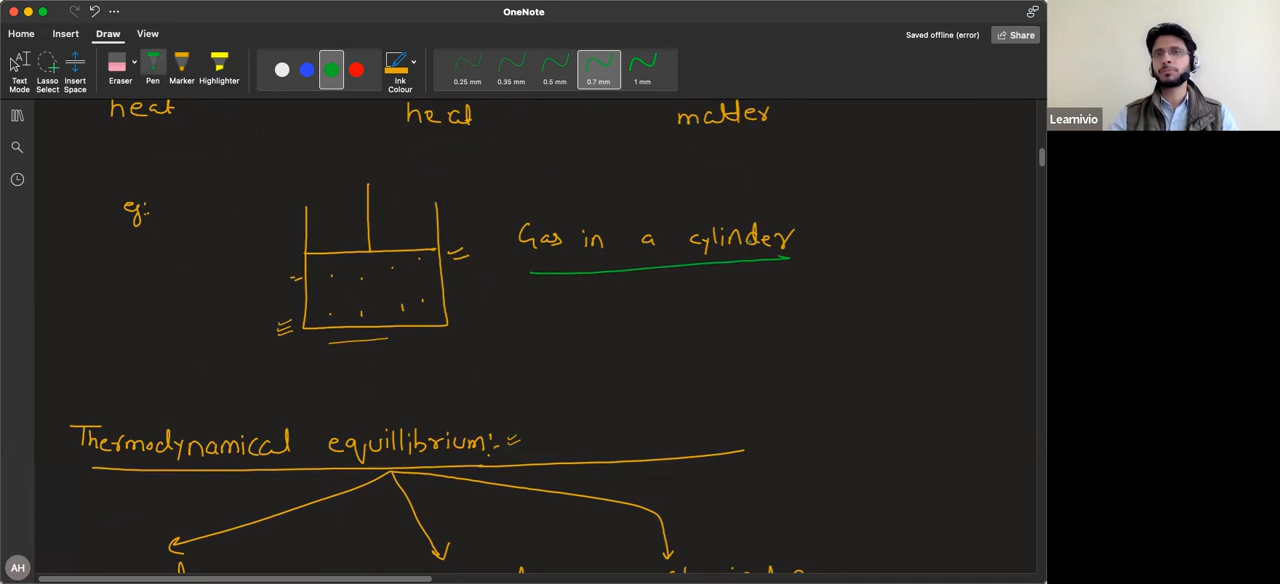 OneNote
Home Insert Draw View
Saved offline (error) Share
Text Mode Lasso Select Insert Space Eraser Pen Marker Highlighter Ink Colour 0.25 mm 0.35 mm 0.5 mm 0.7 mm 1 mm
Learnivio
heat heat matter
eg:
Gas in a cylinder
Thermodynamical equillibrium:-
AH